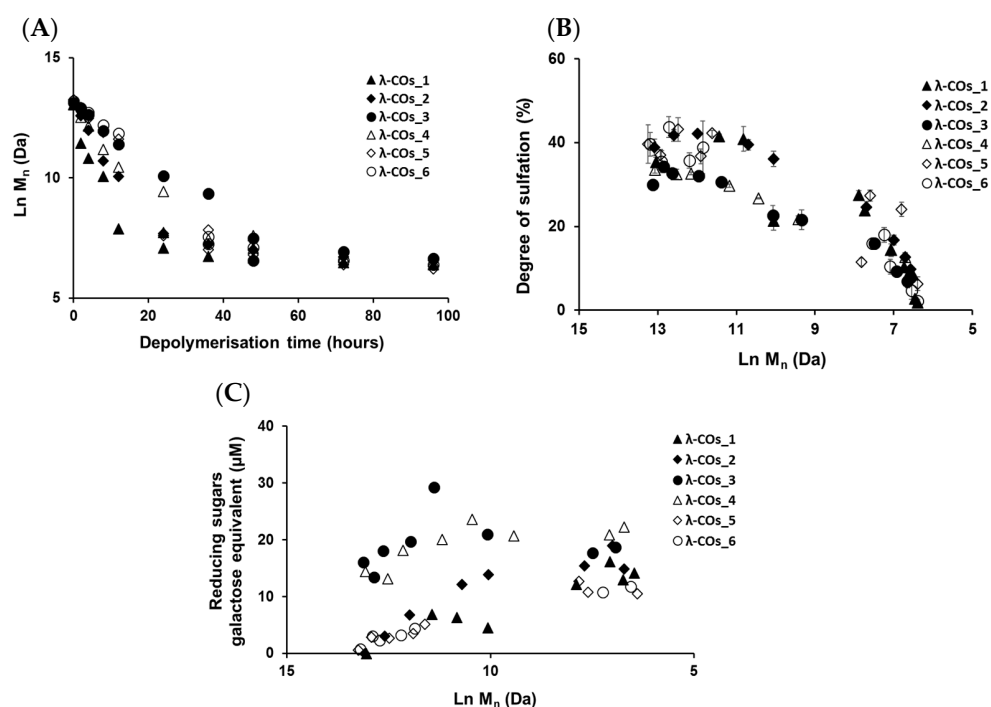 (A)
15
10
5
0
20
40
60
80
100
Ln Mn (Da)
Depolymerisation time (hours)
λ-COs_1
λ-COs_2
λ-COs_3
λ-COs_4
λ-COs_5
λ-COs_6
(B)
60
40
20
0
15
13
11
9
7
5
Degree of sulfation (%)
Ln Mn (Da)
λ-COs_1
λ-COs_2
λ-COs_3
λ-COs_4
λ-COs_5
λ-COs_6
(C)
40
30
20
10
0
15
10
5
Reducing sugars
galactose equivalent (μM)
Ln Mn (Da)
λ-COs_1
λ-COs_2
λ-COs_3
λ-COs_4
λ-COs_5
λ-COs_6